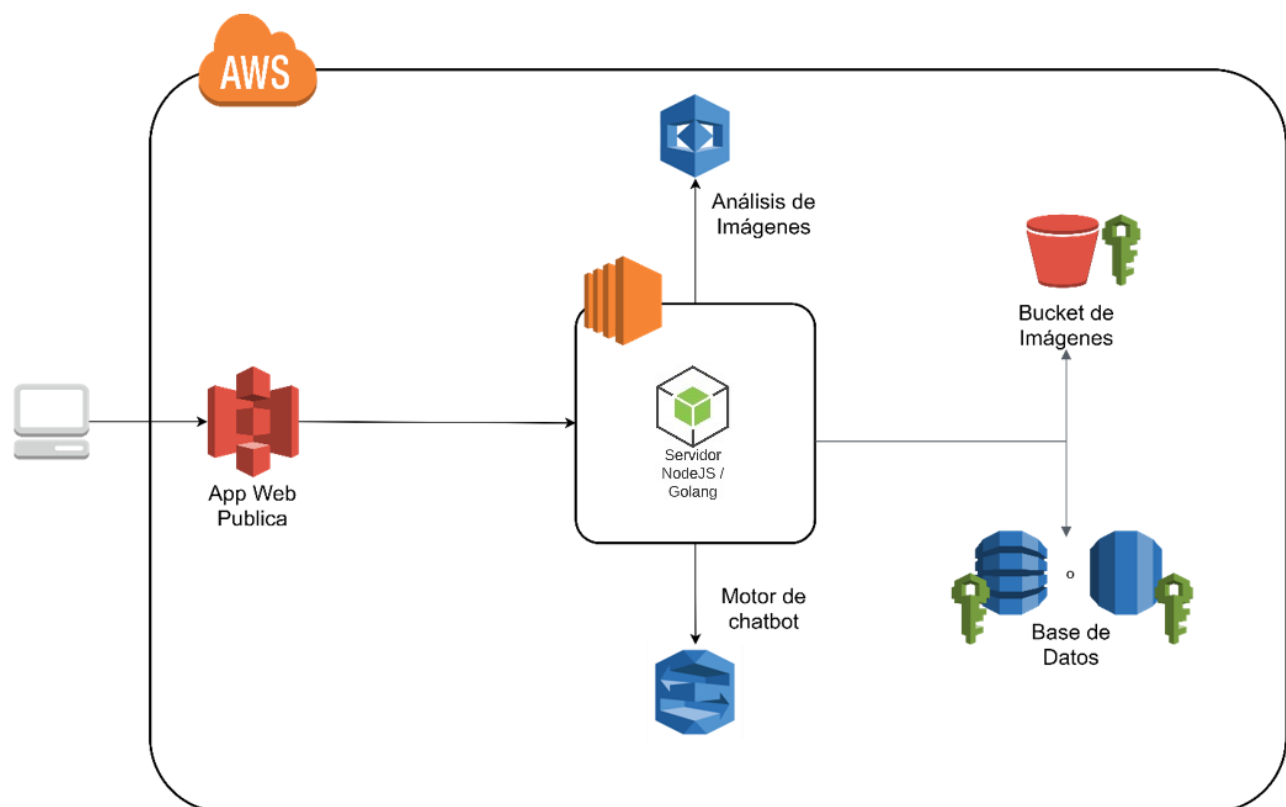 AWS
Análisis de
Imágenes
Bucket de
Imágenes
Servidor
NodeJS /
Golang
App Web
Publica
Motor de
chatbot
o
Base de
Datos